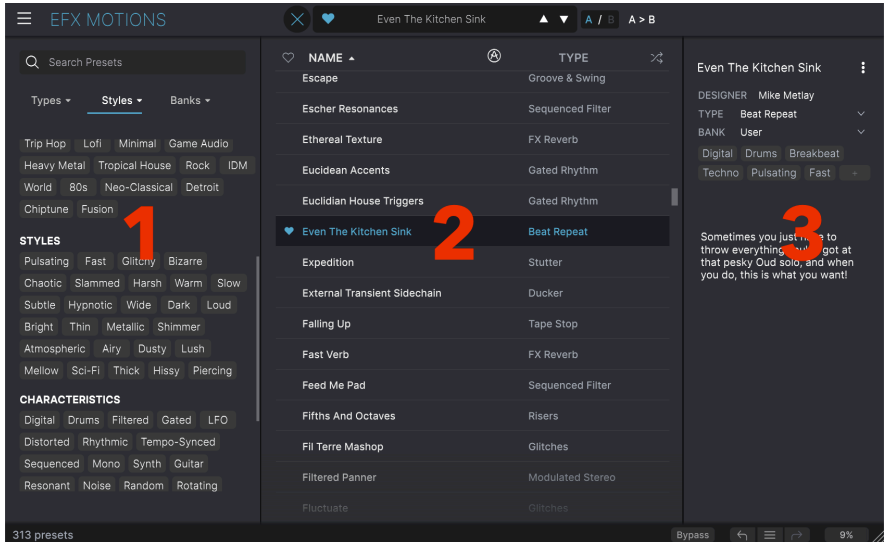 EFX MOTIONS
Even The Kitchen Sink
A / B
A > B
Search Presets
Types
Styles
Banks
Trip Hop Lofi Minimal Game Audio
Heavy Metal Tropical House Rock IDM
World 80s Neo-Classical Detroit
Chiptune Fusion
STYLES
Pulsating Fast Glitchy Bizarre
Chaotic Slammed Harsh Warm Slow
Subtle Hypnotic Wide Dark Loud
Bright Thin Metallic Shimmer
Atmospheric Airy Dusty Lush
Mellow Sci-Fi Thick Hissy Piercing
CHARACTERISTICS
Digital Drums Filtered Gated LFO
Distorted Rhythmic Tempo-Synced
Sequenced Mono Synth Guitar
Resonant Noise Random Rotating
1
NAME TYPE
Escape Groove & Swing
Escher Resonances Sequenced Filter
Ethereal Texture FX Reverb
Eucidean Accents Gated Rhythm
Euclidian House Triggers Gated Rhythm
Even The Kitchen Sink Beat Repeat
Expedition Stutter
External Transient Sidechain Ducker
Falling Up Tape Stop
Fast Verb FX Reverb
Feed Me Pad Sequenced Filter
Fifths And Octaves Risers
Fil Terre Mashop Glitches
Filtered Panner Modulated Stereo
Fluctuate Glitches
2
Even The Kitchen Sink
DESIGNER Mike Metlay
TYPE Beat Repeat
BANK User
Digital Drums Breakbeat
Techno Pulsating Fast +
Sometimes you just to
throw everything got at
that pesky Oud solo, and when
you do, this is what you want!
3
313 presets
Bypass
9%